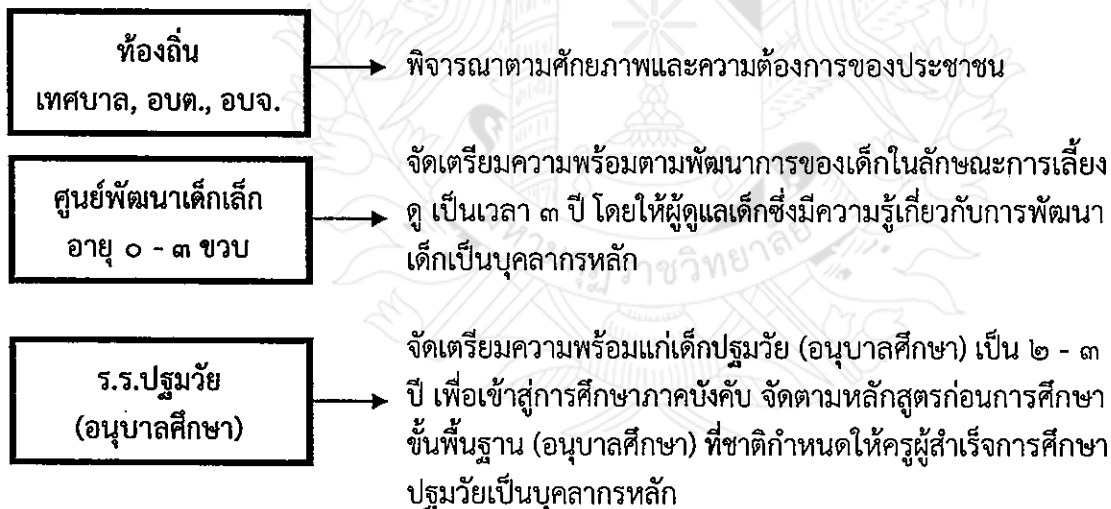 ท้องถิ่น
เทศบาล, อบต., อบจ.
พิจารณาตามศักยภาพและความต้องการของประชาชน
ศูนย์พัฒนาเด็กเล็ก
อายุ ๐ - ๓ ขวบ
จัดเตรียมความพร้อมตามพัฒนาการของเด็กในลักษณะการเลี้ยง
ดู เป็นเวลา ๓ ปี โดยให้ผู้ดูแลเด็กซึ่งมีความรู้เกี่ยวกับการพัฒนา
เด็กเป็นบุคลากรหลัก
ร.ร.ปฐมวัย
(อนุบาลศึกษา)
จัดเตรียมความพร้อมแก่เด็กปฐมวัย (อนุบาลศึกษา) เป็น ๒ - ๓
ปี เพื่อเข้าสู่การศึกษาภาคบังคับ จัดตามหลักสูตรก่อนการศึกษา
ขั้นพื้นฐาน (อนุบาลศึกษา) ที่ชาติกำหนดให้ครูผู้สำเร็จการศึกษา
ปฐมวัยเป็นบุคลากรหลัก